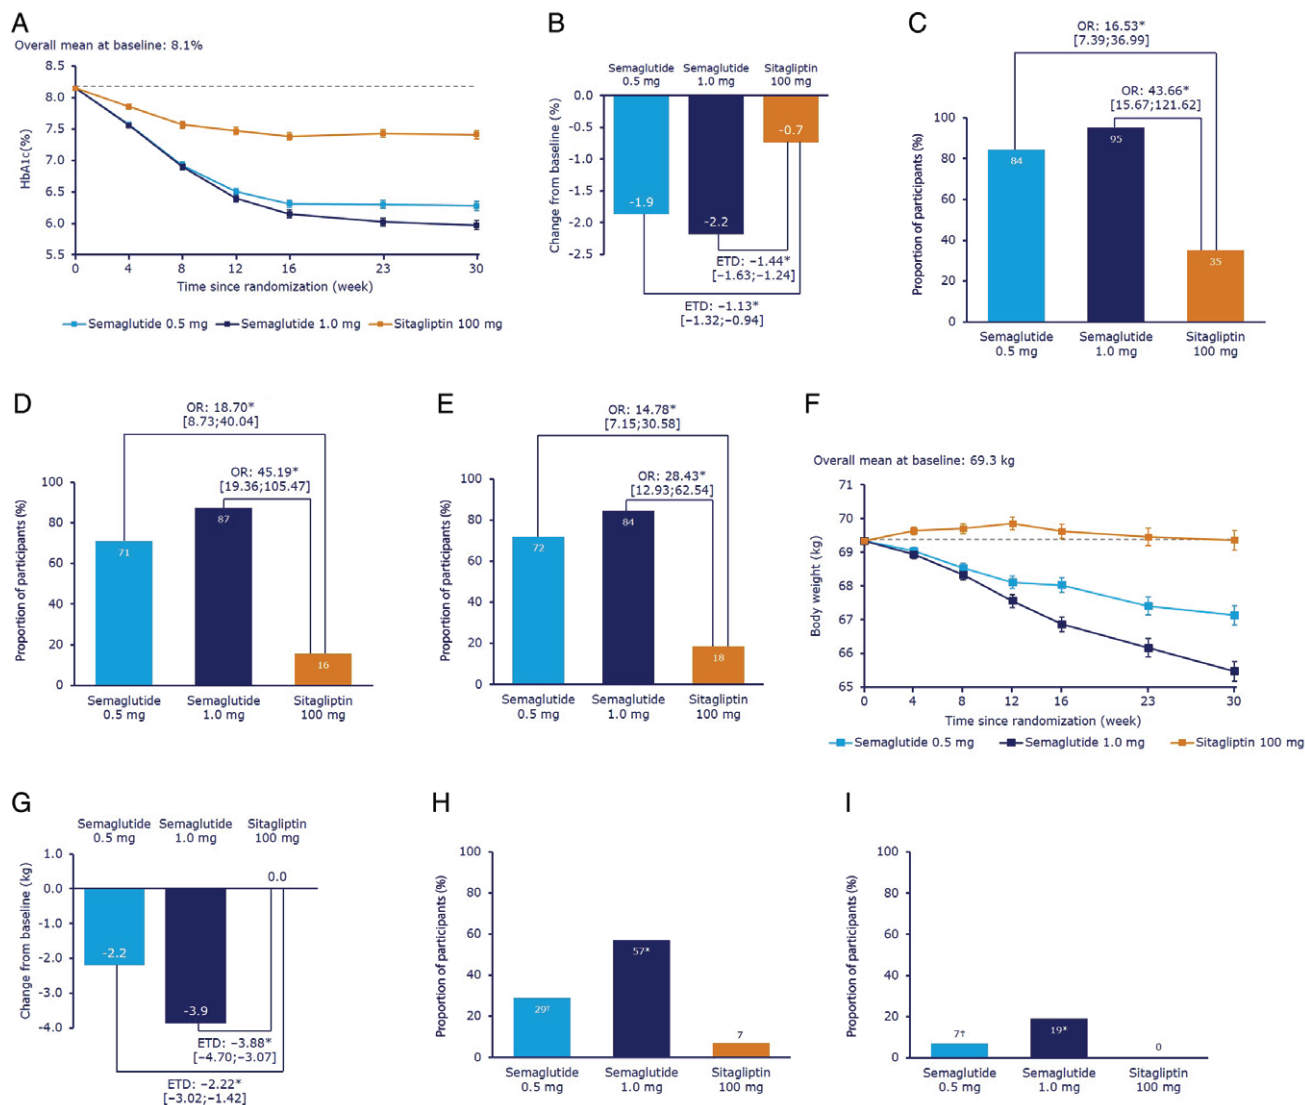 A
Overall mean at baseline: 8.1%
8.5
8.0
7.5
7.0
6.5
6.0
5.5
HbA1c(%)
0 4 8 12 16 23 30
Time since randomization (week)
Semaglutide 0.5 mg Semaglutide 1.0 mg Sitagliptin 100 mg
B
Semaglutide Semaglutide Sitagliptin
0.5 mg 1.0 mg 100 mg
0.0
-0.5
-1.0
-1.5
-2.0
-2.5
Change from baseline (%)
-1.9
-2.2
-0.7
ETD: −1.44*
[−1.63;−1.24]
ETD: −1.13*
[−1.32;−0.94]
C
OR: 16.53*
[7.39;36.99]
OR: 43.66*
[15.67;121.62]
100
80
60
40
20
0
Proportion of participants (%)
84
95
35
Semaglutide Semaglutide Sitagliptin
0.5 mg 1.0 mg 100 mg
D
OR: 18.70*
[8.73;40.04]
OR: 45.19*
[19.36;105.47]
100
80
60
40
20
0
Proportion of participants (%)
71
87
16
Semaglutide Semaglutide Sitagliptin
0.5 mg 1.0 mg 100 mg
E
OR: 14.78*
[7.15;30.58]
OR: 28.43*
[12.93;62.54]
100
80
60
40
20
0
Proportion of participants (%)
72
84
18
Semaglutide Semaglutide Sitagliptin
0.5 mg 1.0 mg 100 mg
F
Overall mean at baseline: 69.3 kg
71
70
69
68
67
66
65
Body weight (kg)
0 4 8 12 16 23 30
Time since randomization (week)
Semaglutide 0.5 mg Semaglutide 1.0 mg Sitagliptin 100 mg
G
Semaglutide Semaglutide Sitagliptin
0.5 mg 1.0 mg 100 mg
1.0
0.0
-1.0
-2.0
-3.0
-4.0
Change from baseline (kg)
0.0
-2.2
-3.9
ETD: −3.88*
[−4.70;−3.07]
ETD: −2.22*
[−3.02;−1.42]
H
100
80
60
40
20
0
Proportion of participants (%)
29†
57*
7
Semaglutide Semaglutide Sitagliptin
0.5 mg 1.0 mg 100 mg
I
100
80
60
40
20
0
Proportion of participants (%)
7†
19*
0
Semaglutide Semaglutide Sitagliptin
0.5 mg 1.0 mg 100 mg